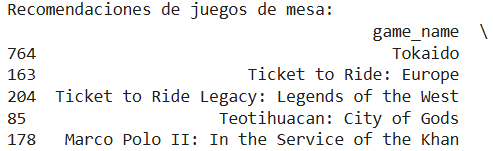 Recomendaciones de juegos de mesa:
game_name \
764 Tokaido
163 Ticket to Ride: Europe
204 Ticket to Ride Legacy: Legends of the West
85 Teotihuacan: City of Gods
178 Marco Polo II: In the Service of the Khan